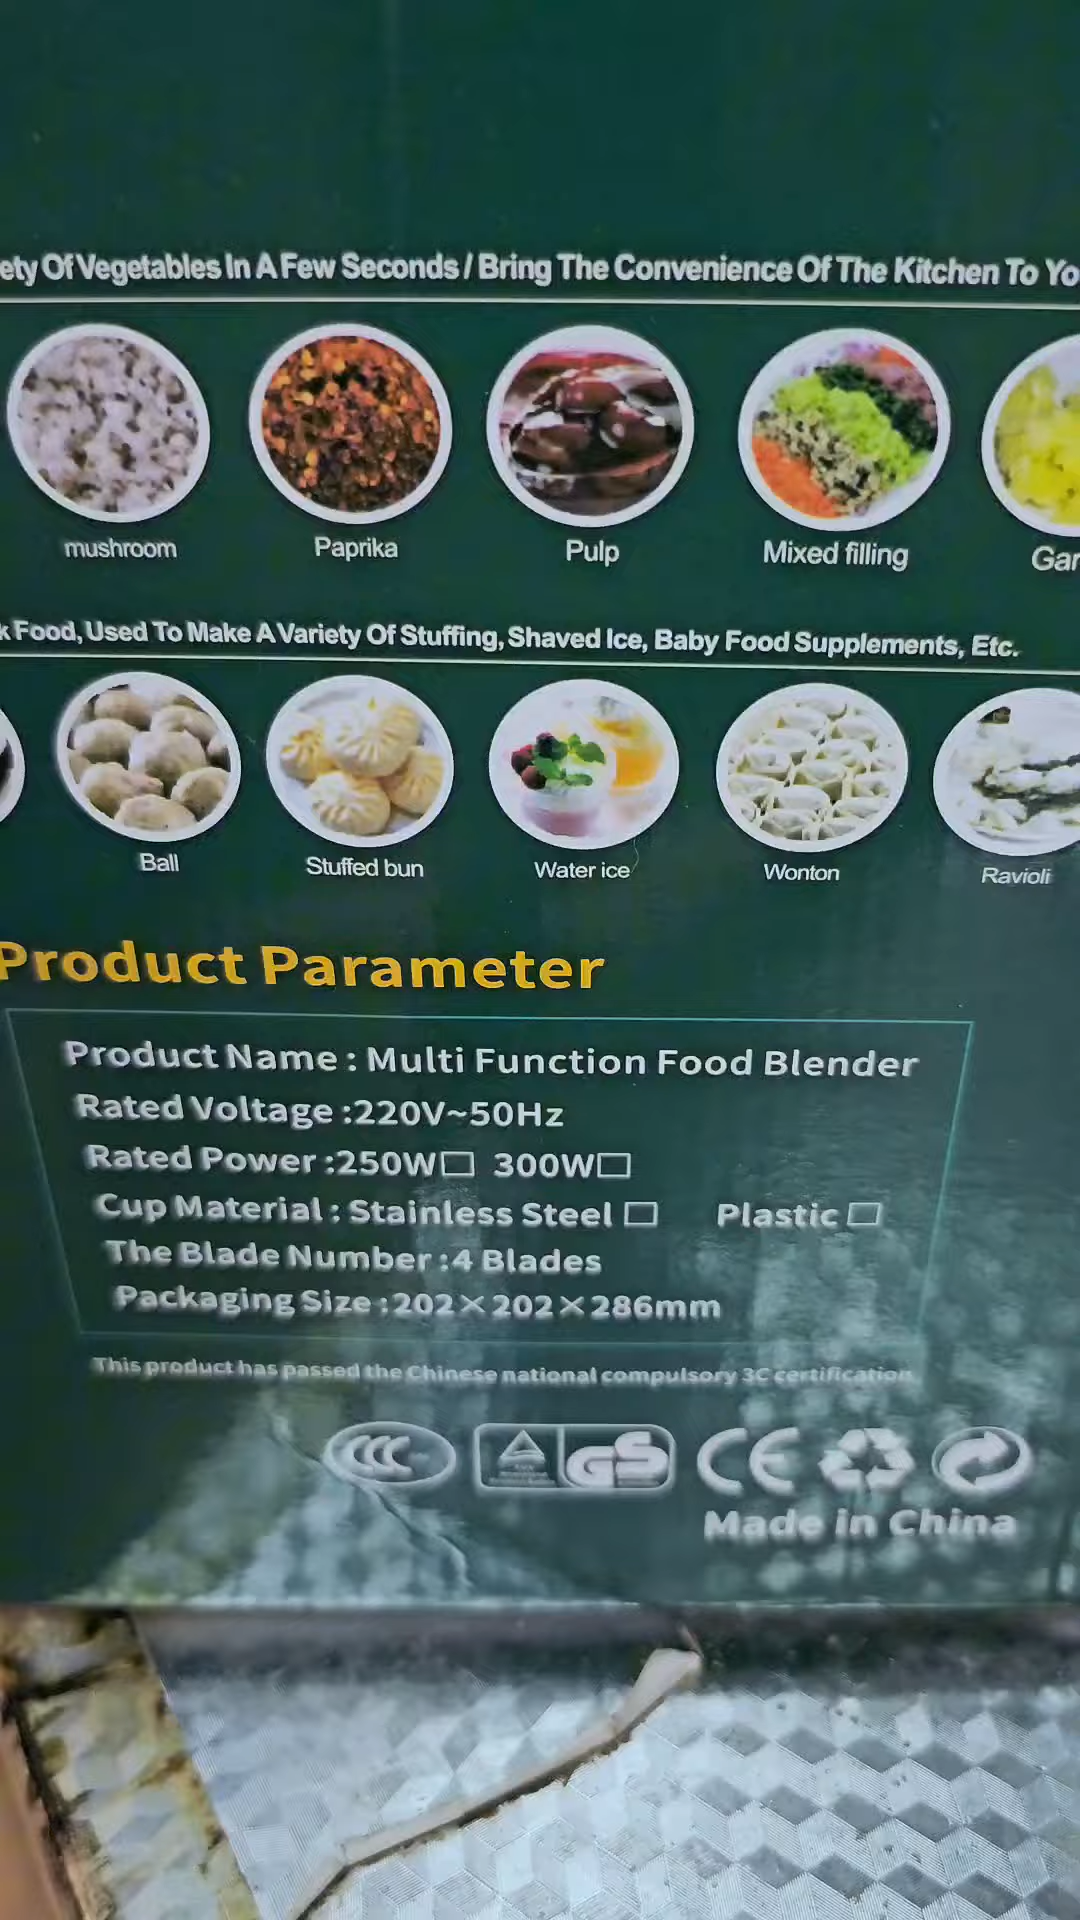 ety Of Vegetables In A Few Seconds / Bring The Convenience Of The Kitchen To Yo
mushroom
Paprika
Pulp
Mixed filling
Gar
k Food, Used To Make A Variety Of Stuffing, Shaved Ice, Baby Food Supplements, Etc.
Ball
Stuffed bun
Water ice
Wonton
Ravioli
Product Parameter
Product Name : Multi Function Food Blender
Rated Voltage :220V~50Hz
Rated Power :250W□ 300W□
Cup Material : Stainless Steel □ Plastic □
The Blade Number :4 Blades
Packaging Size :202×202×286mm
This product has passed the Chinese national compulsory 3C certification
CCC
GS
CE
Made in China